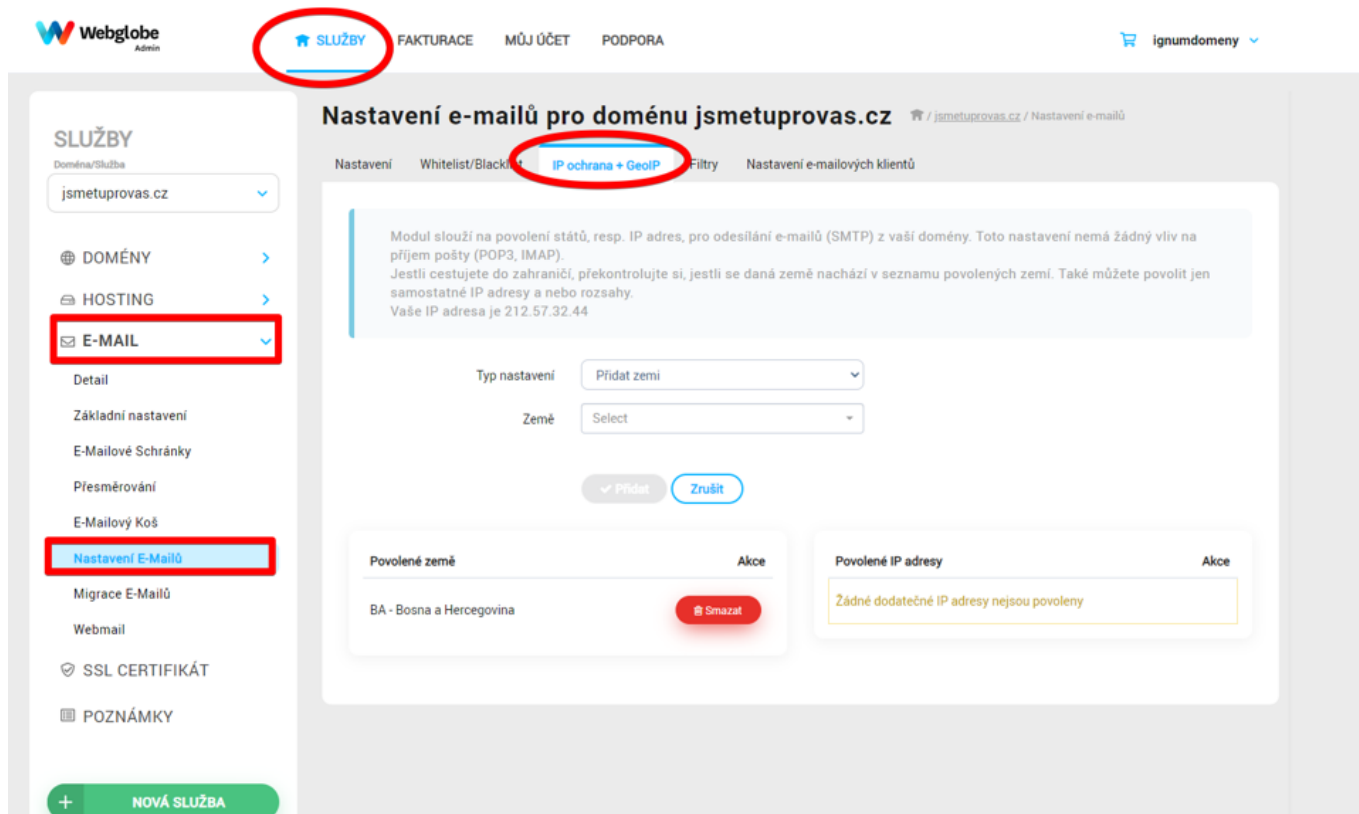 Webglobe
Admin
SLUŽBY
FAKTURACE
MŮJ ÚČET
PODPORA
ignumdomeny
SLUŽBY
Doména/Služba
jsmetuprovas.cz
DOMÉNY
HOSTING
E-MAIL
Detail
Základní nastavení
E-Mailové Schránky
Přesměrování
E-Mailový Koš
Nastavení E-Mailů
Migrace E-Mailů
Webmail
SSL CERTIFIKÁT
POZNÁMKY
+ NOVÁ SLUŽBA
Nastavení e-mailů pro doménu jsmetuprovas.cz
/ jsmetuprovas.cz / Nastavení e-mailů
Nastavení
Whitelist/Blacklist
IP ochrana + GeoIP
Filtry
Nastavení e-mailových klientů
Modul slouží na povolení států, resp. IP adres, pro odesílání e-mailů (SMTP) z vaší domény. Toto nastavení nemá žádný vliv na
příjem pošty (POP3, IMAP).
Jestli cestujete do zahraničí, překontrolujte si, jestli se daná země nachází v seznamu povolených zemí. Také můžete povolit jen
samostatné IP adresy a nebo rozsahy.
Vaše IP adresa je 212.57.32.44
Typ nastavení
Přidat zemi
Země
Select
Přidat
Zrušit
Povolené země
Akce
BA - Bosna a Hercegovina
Smazat
Povolené IP adresy
Akce
Žádné dodatečné IP adresy nejsou povoleny